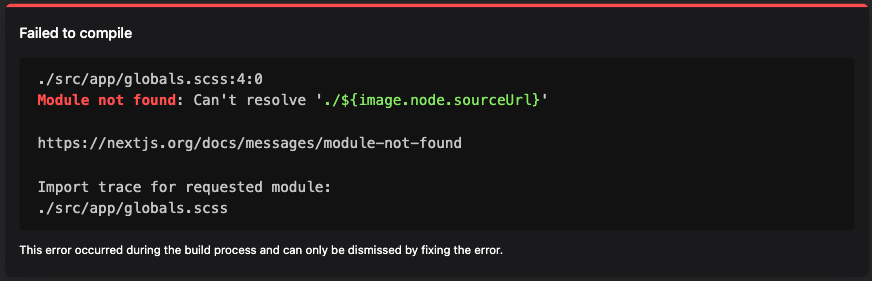 Failed to compile
./src/app/globals.scss:4:0
Module not found: Can't resolve './${image.node.sourceUrl}'
https://nextjs.org/docs/messages/module-not-found
Import trace for requested module:
./src/app/globals.scss
This error occurred during the build process and can only be dismissed by fixing the error.